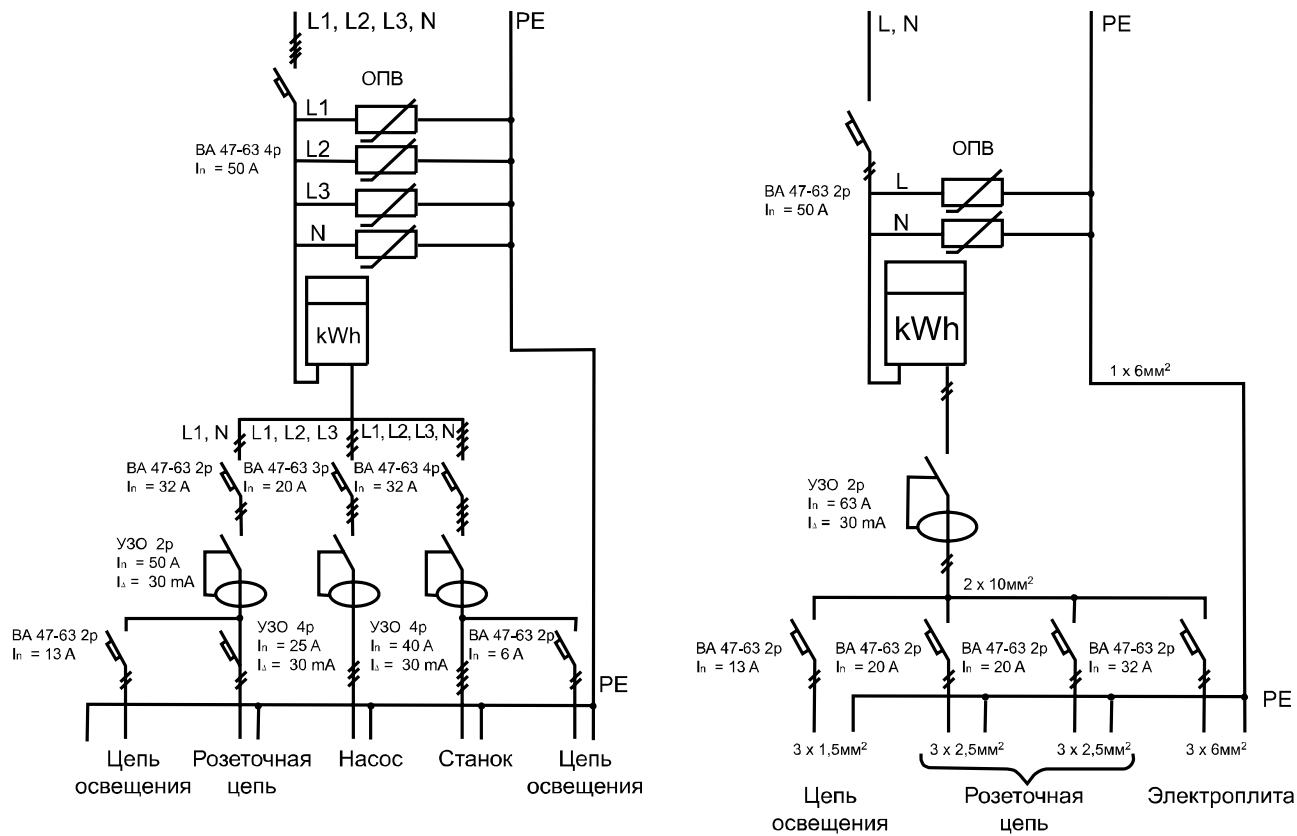 L1, L2, L3, N
PE
ОПВ
L1
ВА 47-63 4р
In = 50 А
L2
L3
N
kWh
L1, N
L1, L2, L3
L1, L2, L3, N
ВА 47-63 2р
In = 32 А
ВА 47-63 3р
In = 20 А
ВА 47-63 4р
In = 32 А
УЗО 2р
In = 50 А
I△ = 30 mA
ВА 47-63 2р
In = 13 А
УЗО 4р
In = 25 А
I△ = 30 mA
УЗО 4р
In = 40 А
I△ = 30 mA
ВА 47-63 2р
In = 6 А
PE
Цепь
освещения
Розеточная
цепь
Насос
Станок
Цепь
освещения
L, N
PE
ОПВ
ВА 47-63 2р
In = 50 А
L
N
kWh
1 х 6мм²
УЗО 2р
In = 63 А
I△ = 30 mA
2 х 10мм²
ВА 47-63 2р
In = 13 А
ВА 47-63 2р
In = 20 А
ВА 47-63 2р
In = 20 А
ВА 47-63 2р
In = 32 А
PE
3 х 1,5мм²
3 х 2,5мм²
3 х 2,5мм²
3 х 6мм²
Цепь
освещения
Розеточная
цепь
Электроплита